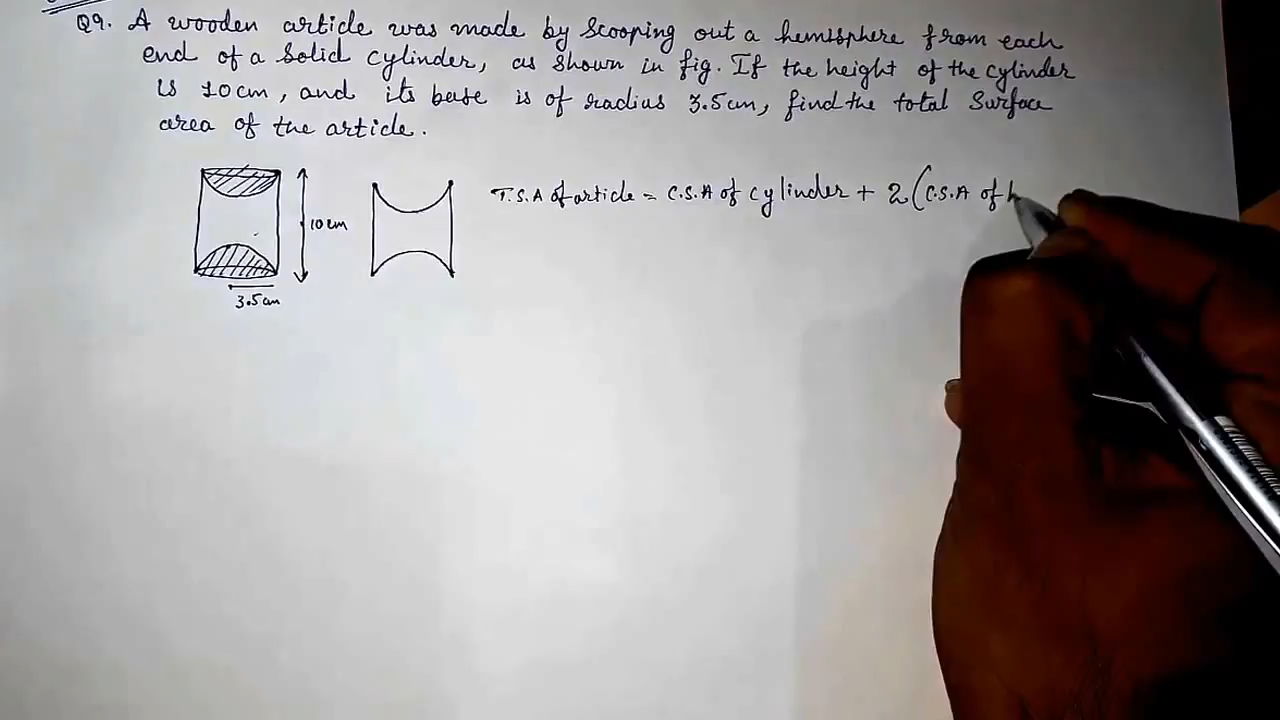 Q9. A wooden article was made by scooping out a hemisphere from each
end of a solid cylinder, as shown in fig. If the height of the cylinder
is 10cm, and its base is of radius 3.5cm, find the total Surface
area of the article.
T.S.A of article = C.S.A of cylinder + 2(C.S.A of h
10cm
3.5cm